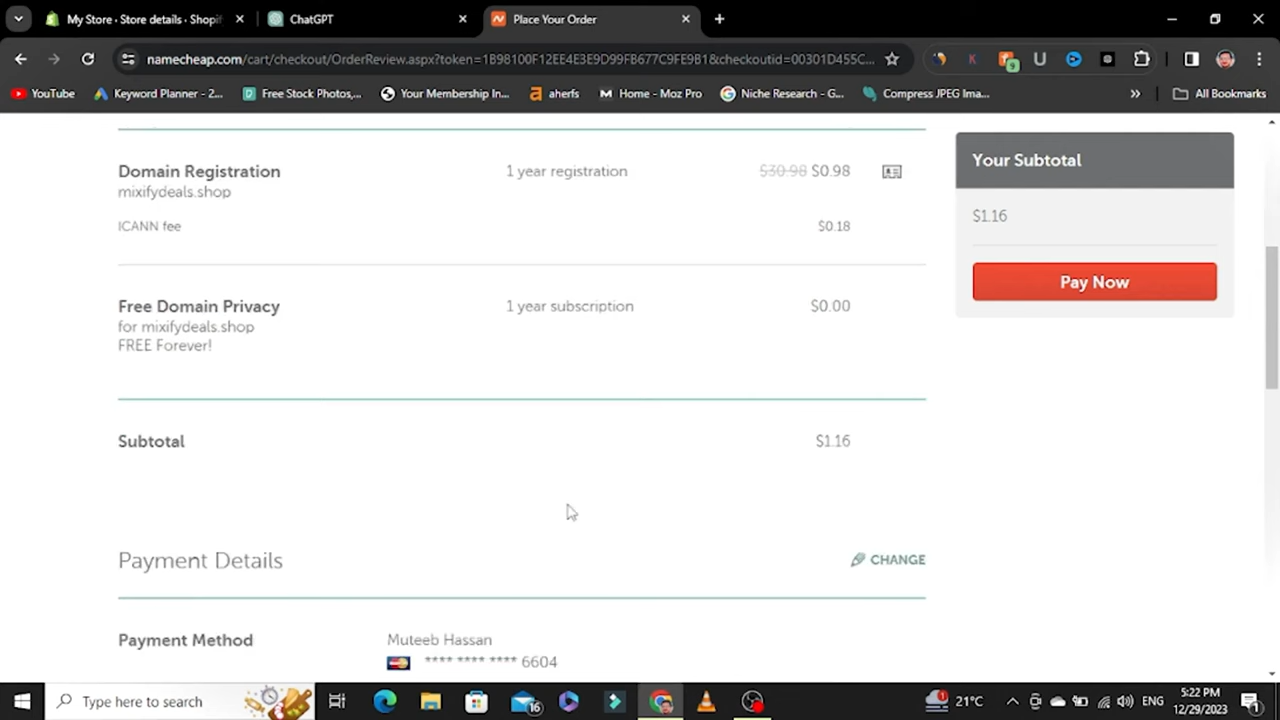 My Store · Store details · Shopif
ChatGPT
Place Your Order
namecheap.com/cart/checkout/OrderReview.aspx?token=1B98100F12EE4E3E9D99FB677C9FE9B1&checkoutid=00301D455C...
YouTube
Keyword Planner - 2...
Free Stock Photos,...
Your Membership In...
aherfs
Home - Moz Pro
Niche Research - G...
Compress JPEG Ima...
All Bookmarks
Domain Registration
mixifydeals.shop
1 year registration
$30.98 $0.98
ICANN fee
$0.18
Free Domain Privacy
for mixifydeals.shop
FREE Forever!
1 year subscription
$0.00
Subtotal
$1.16
Your Subtotal
$1.16
Pay Now
Payment Details
CHANGE
Payment Method
Muteeb Hassan
**** **** **** 6604
Type here to search
16
21°C
ENG
5:22 PM
12/29/2023